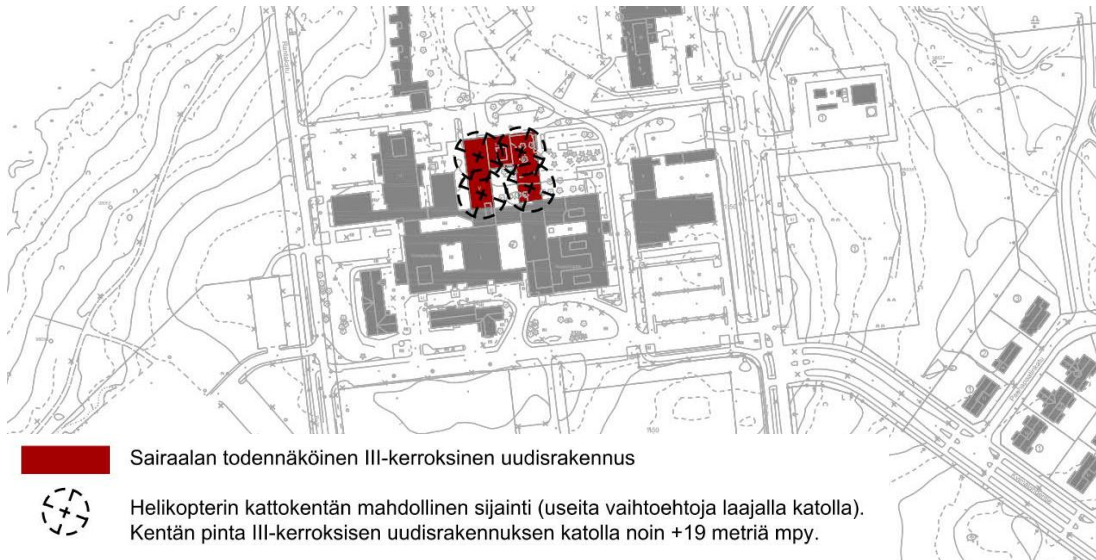 Sairaalan todennäköinen III-kerroksinen uudisrakennus
Helikopterin kattokentän mahdollinen sijainti (useita vaihtoehtoja laajalla katolla).
Kentän pinta III-kerroksisen uudisrakennuksen katolla noin +19 metriä mpy.